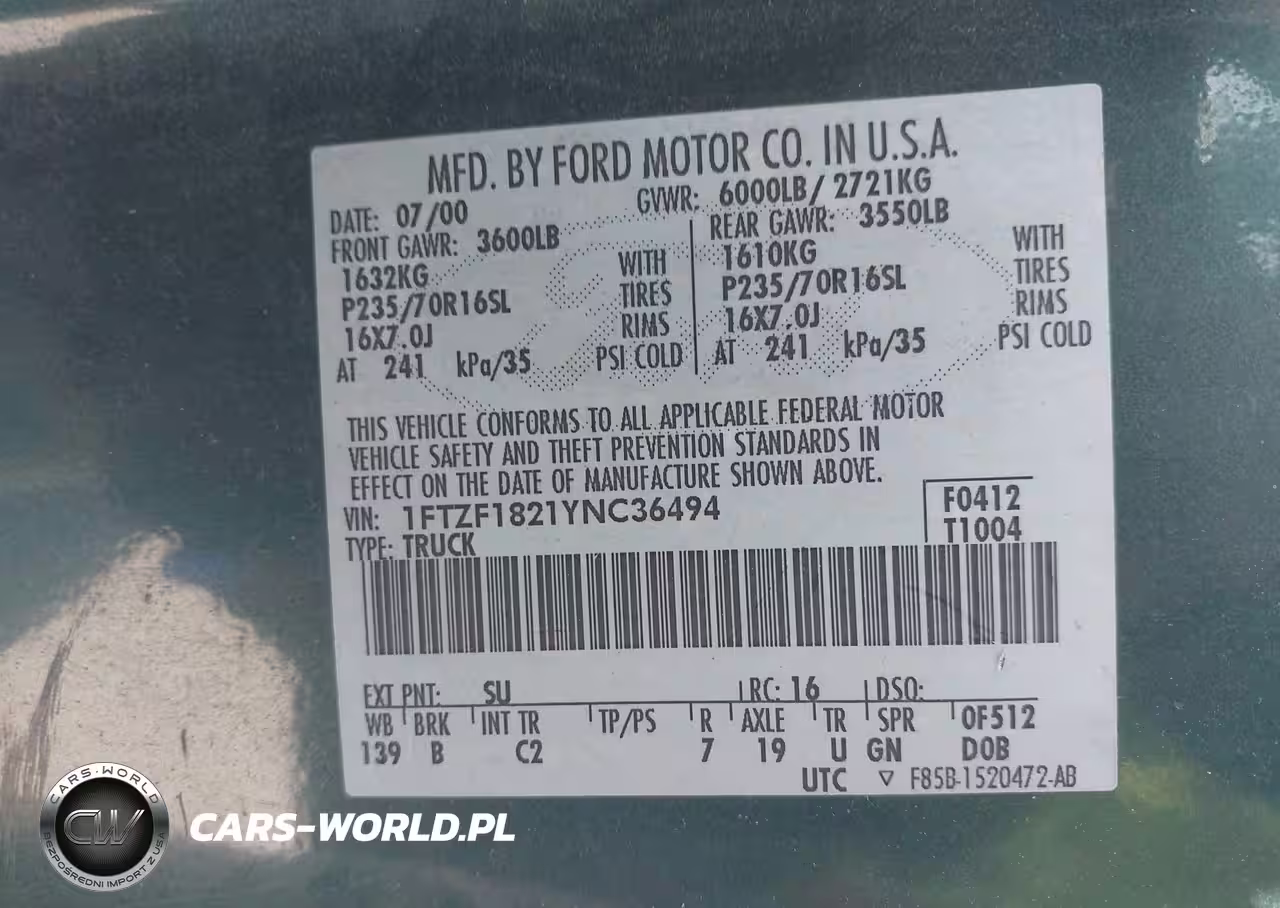 MFD. BY FORD MOTOR CO. IN U.S.A.
DATE: 07/00 GVWR: 6000LB/ 2721KG
FRONT GAWR: 3600LB REAR GAWR: 3550LB
1632KG WITH 1610KG WITH
P235/70R16SL TIRES P235/70R16SL TIRES
16X7.0J RIMS 16X7.0J RIMS
AT 241 kPa/35 PSI COLD AT 241 kPa/35 PSI COLD
THIS VEHICLE CONFORMS TO ALL APPLICABLE FEDERAL MOTOR
VEHICLE SAFETY AND THEFT PREVENTION STANDARDS IN
EFFECT ON THE DATE OF MANUFACTURE SHOWN ABOVE.
VIN: 1FTZF1821YNC36494 F0412
TYPE: TRUCK T1004
EXT PNT: SU RC: 16 DSO:
WB BRK INT TR TP/PS R AXLE TR SPR 0F512
139 B C2 7 19 U GN DOB
UTC ▽ F85B-1520472-AB
CARS-WORLD
CW
BEZPOŚREDNI IMPORT Z USA
CARS-WORLD.PL